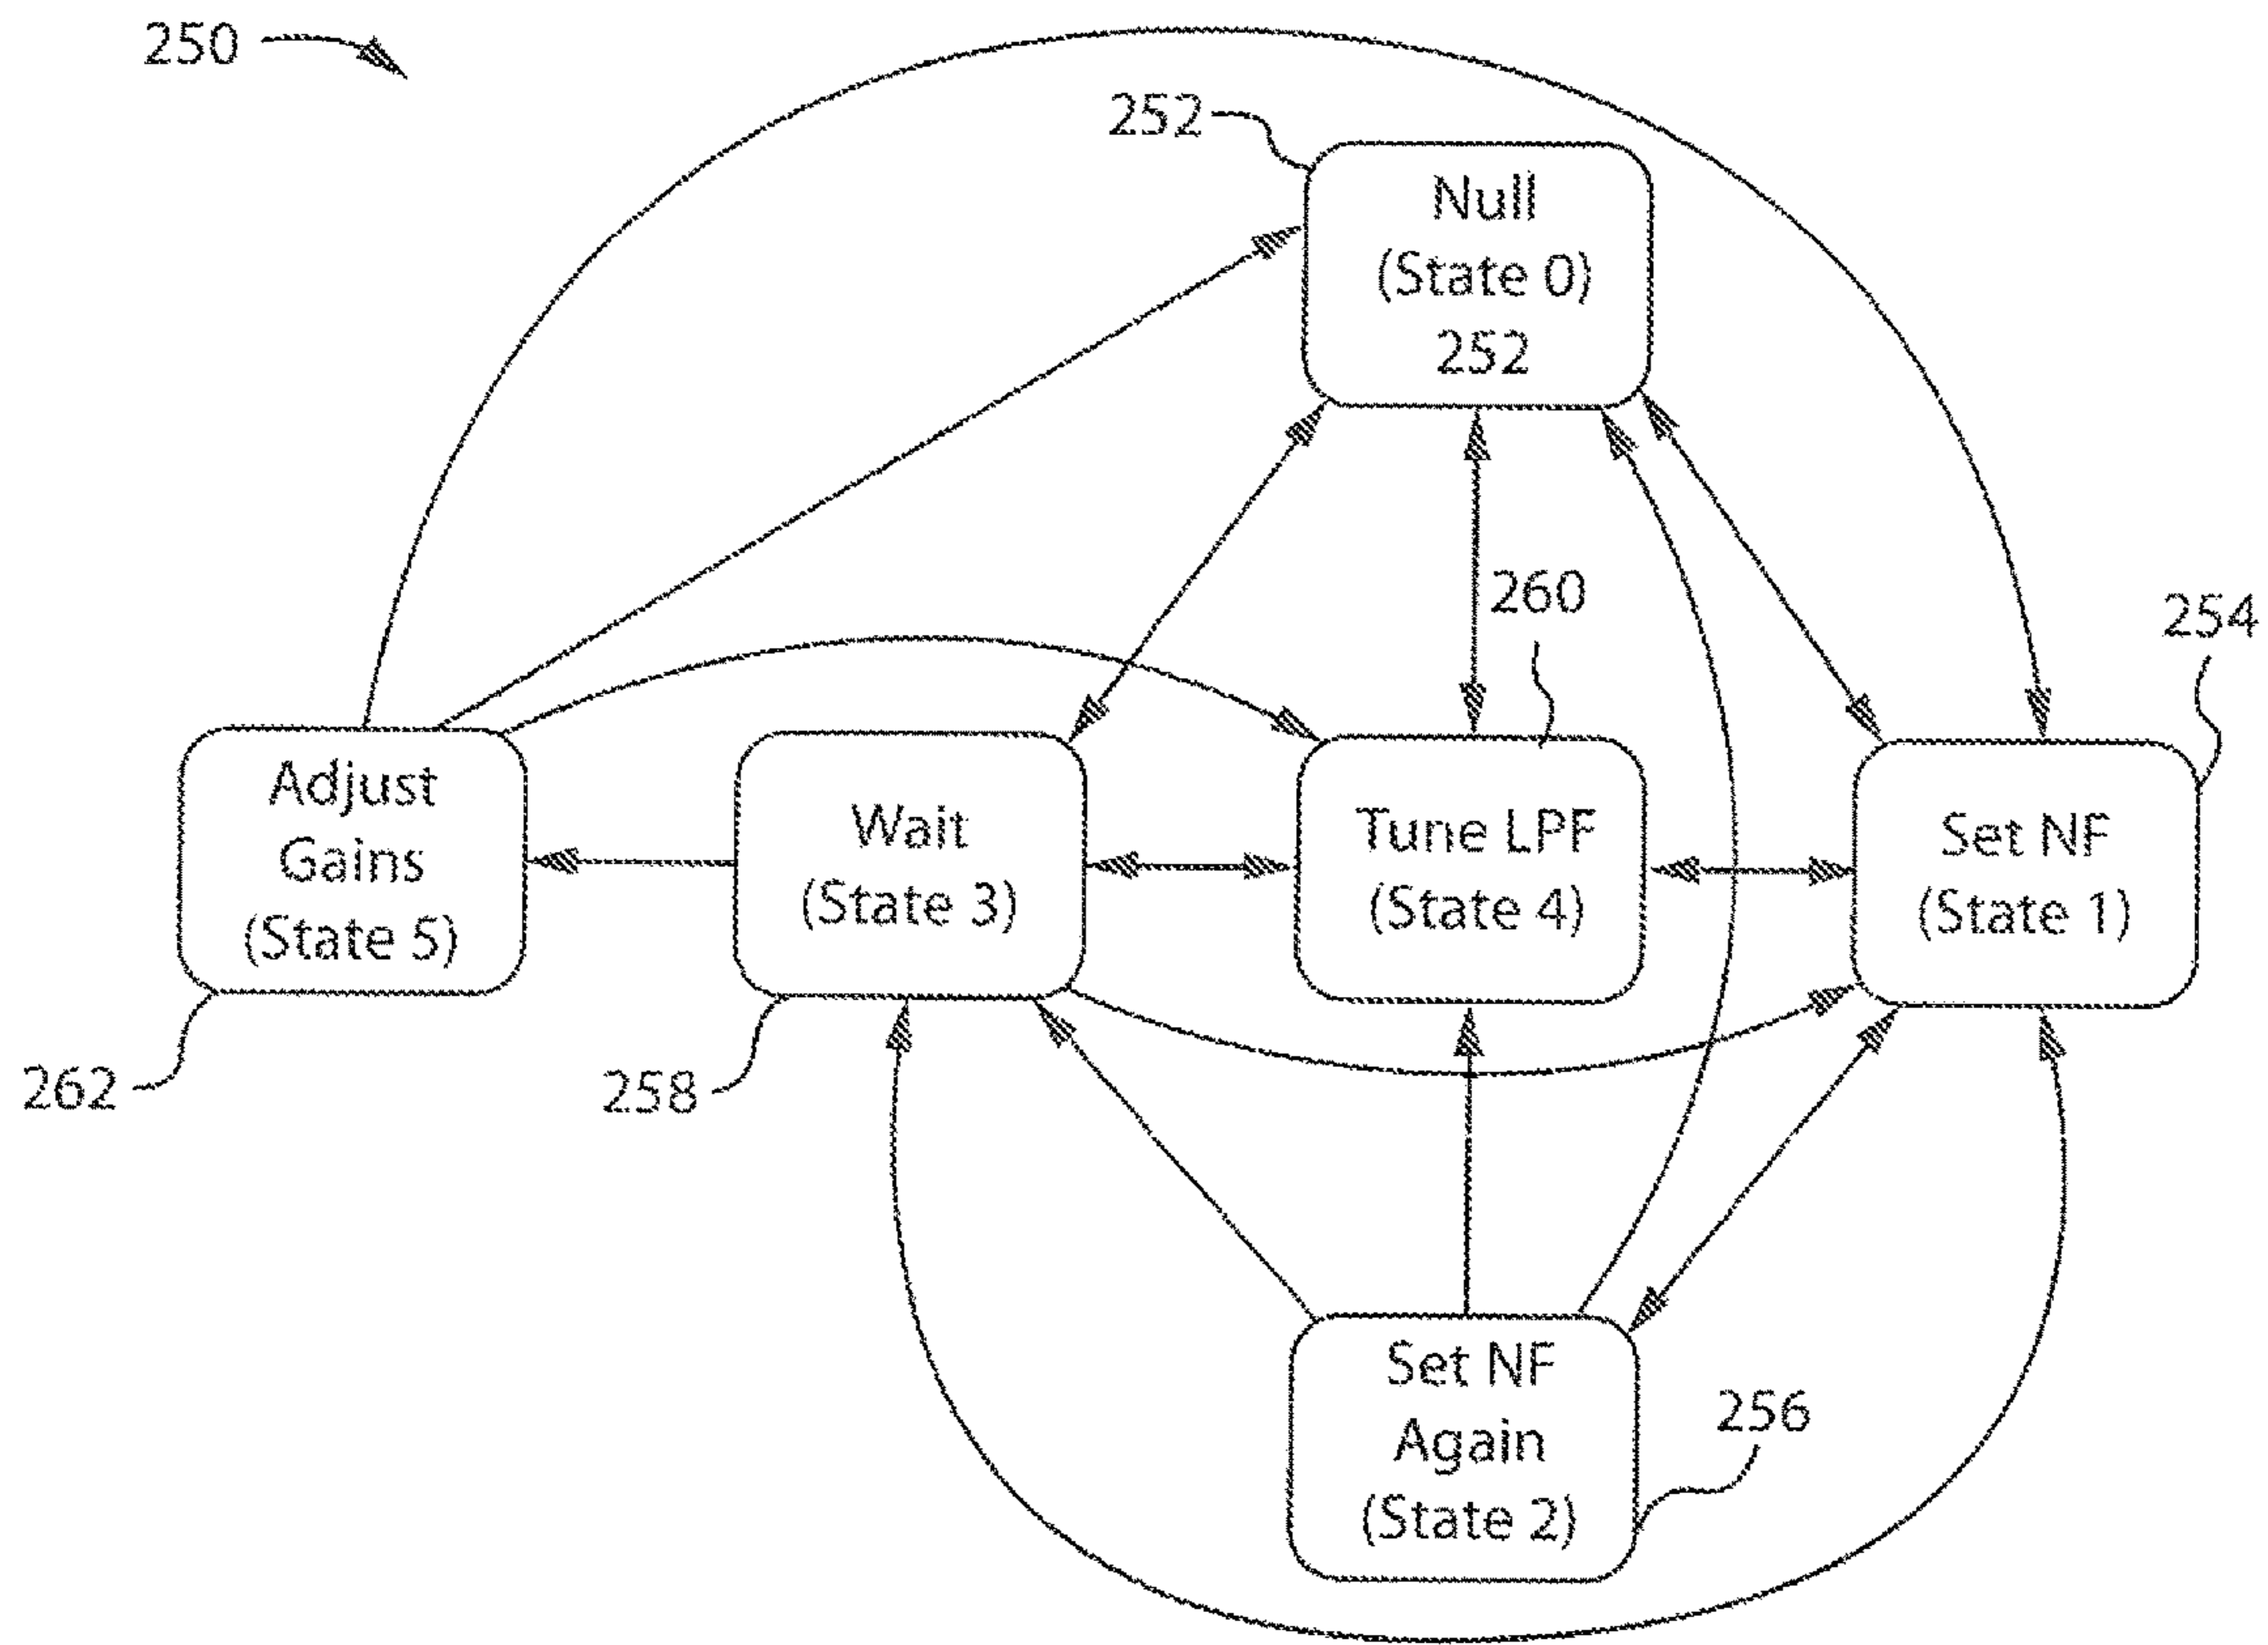 250
252
Null
(State 0)
252
260
254
Adjust
Gains
(State 5)
Wait
(State 3)
Tune LPF
(State 4)
Set NF
(State 1)
262
258
Set NF
Again
(State 2)
256